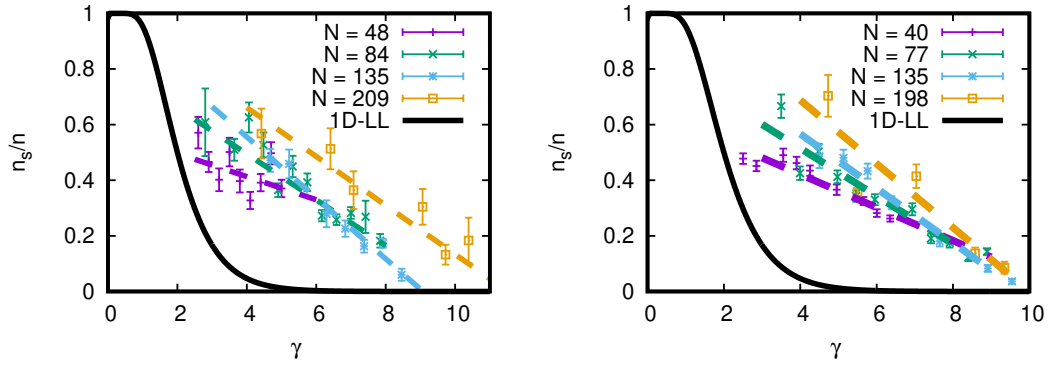 1
0.8
0.6
0.4
0.2
0
0 2 4 6 8 10
n_s/n
γ
N = 48
N = 84
N = 135
N = 209
1D-LL
1
0.8
0.6
0.4
0.2
0
0 2 4 6 8 10
n_s/n
γ
N = 40
N = 77
N = 135
N = 198
1D-LL